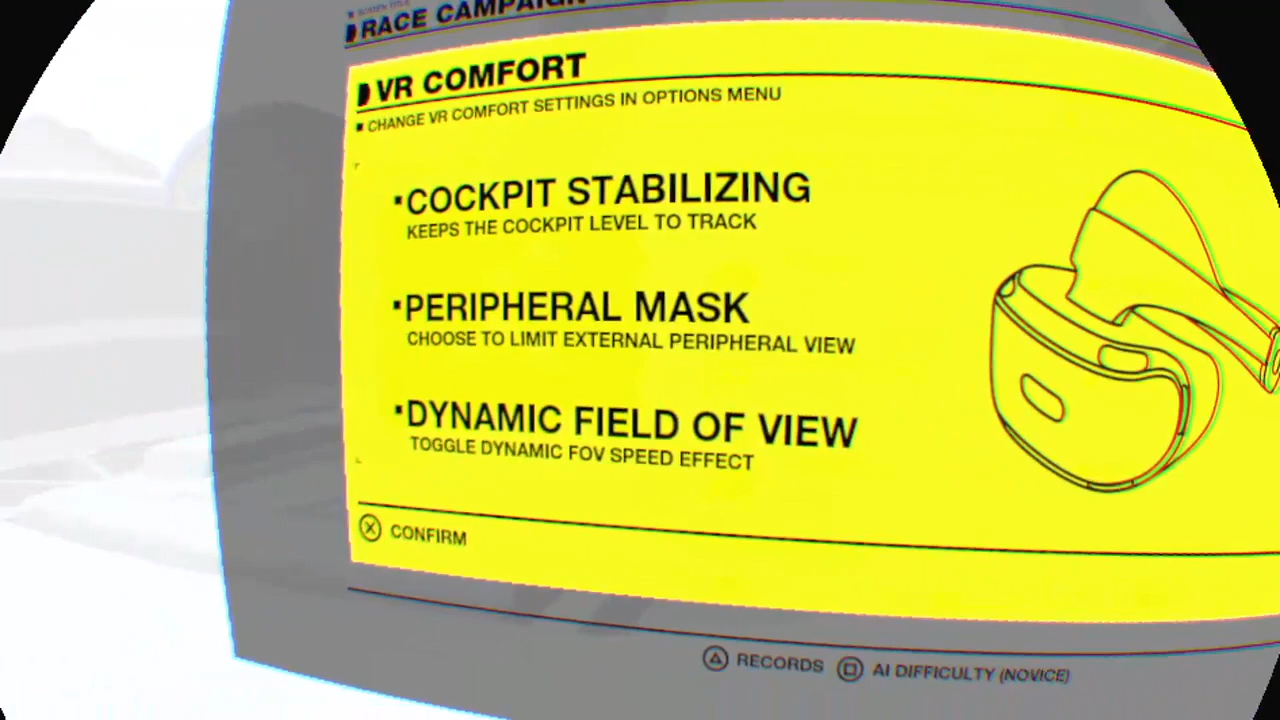 SCREEN TITLE
RACE CAMPAIGN
VR COMFORT
CHANGE VR COMFORT SETTINGS IN OPTIONS MENU
COCKPIT STABILIZING
KEEPS THE COCKPIT LEVEL TO TRACK
PERIPHERAL MASK
CHOOSE TO LIMIT EXTERNAL PERIPHERAL VIEW
DYNAMIC FIELD OF VIEW
TOGGLE DYNAMIC FOV SPEED EFFECT
CONFIRM
RECORDS AI DIFFICULTY (NOVICE)